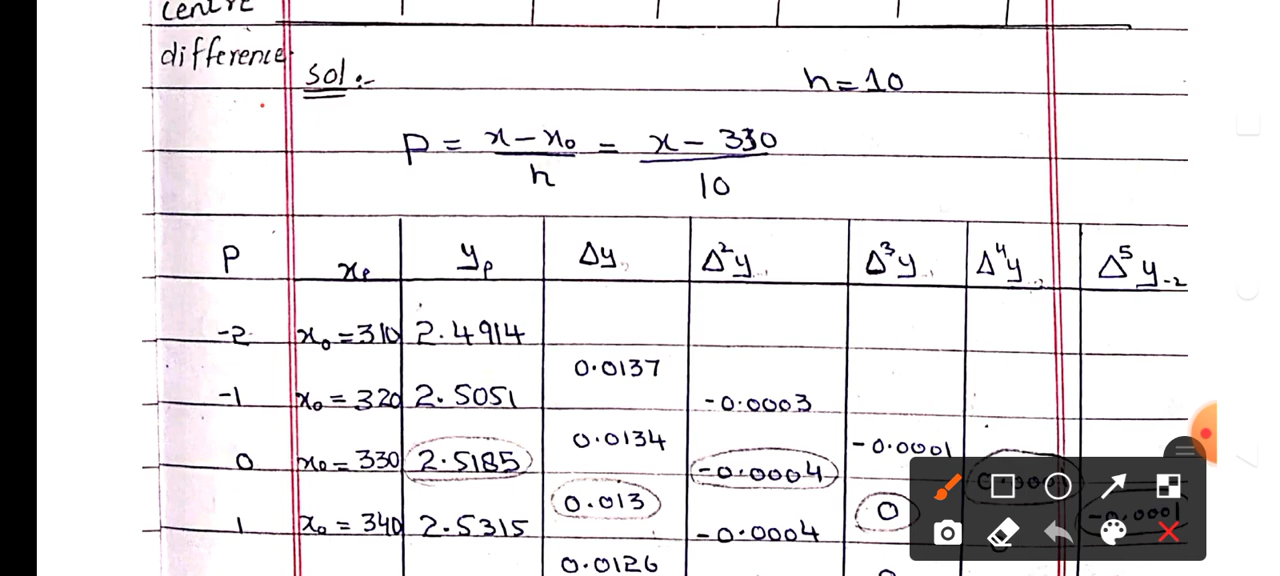 centre
difference
Sol :-
h = 10
P = x - x₀ / h = x - 330 / 10
P xₚ yₚ Δy Δ²y Δ³y Δ⁴y Δ⁵y₋₂
-2 x₀ = 310 2.4914
0.0137
-1 x₀ = 320 2.5051 -0.0003
0.0134 -0.0001
0 x₀ = 330 2.5185 -0.0004
0.013 0 -0.0001
1 x₀ = 340 2.5315 -0.0004
0.0126